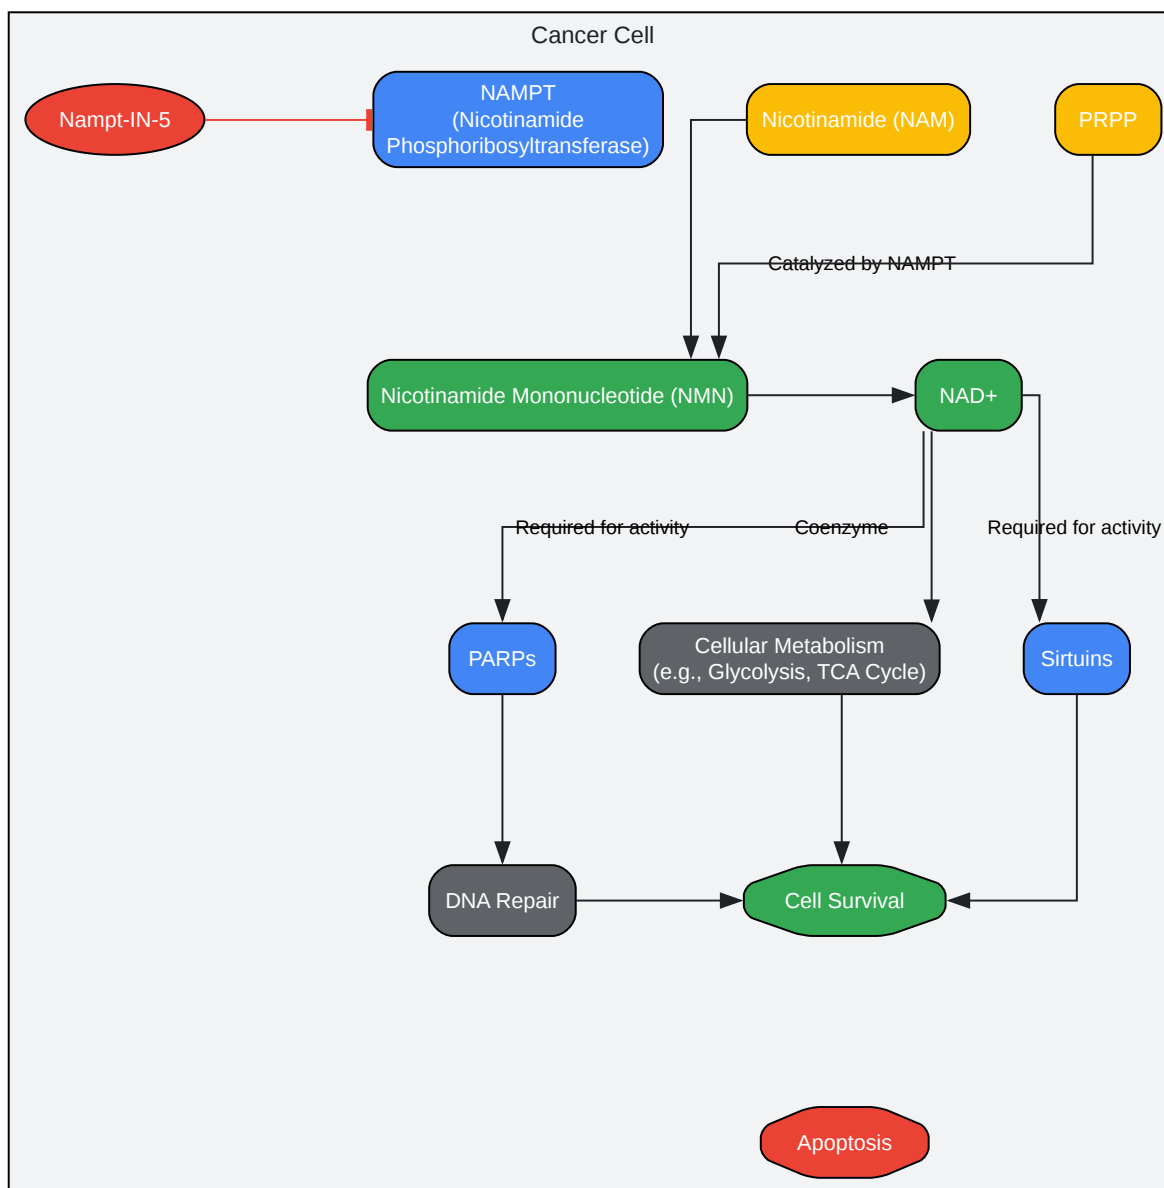 Cancer Cell
Nampt-IN-5
NAMPT
(Nicotinamide
Phosphoribosyltransferase)
Nicotinamide (NAM)
PRPP
Catalyzed by NAMPT
Nicotinamide Mononucleotide (NMN)
NAD+
Required for activity
Coenzyme
Required for activity
PARPs
Cellular Metabolism
(e.g., Glycolysis, TCA Cycle)
Sirtuins
DNA Repair
Cell Survival
Apoptosis